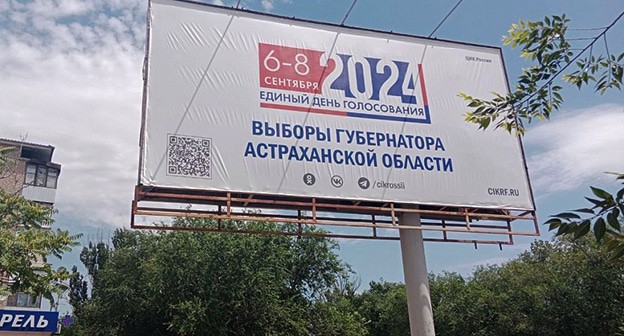 ЦИК России
6-8
СЕНТЯБРЯ
2024
ЕДИНЫЙ ДЕНЬ ГОЛОСОВАНИЯ
ВЫБОРЫ ГУБЕРНАТОРА
АСТРАХАНСКОЙ ОБЛАСТИ
/cikrossii
CIKRF.RU
РЕЛЬ